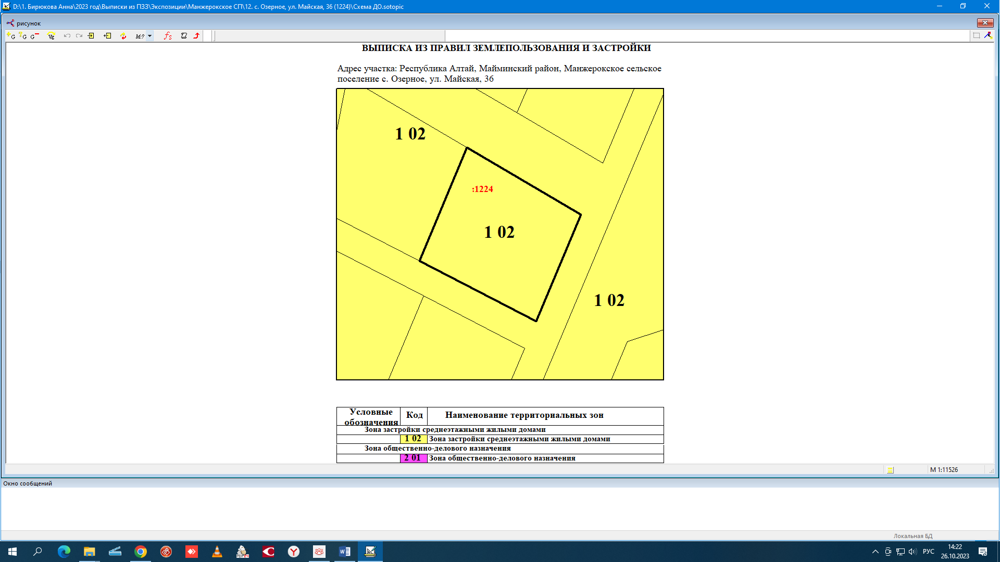 D:\1. Бирюкова Анна\2023 год\Выписки из ПЗЗ\Экспозиции\Манжерокское СП\12. с. Озерное, ул. Майская, 36 (1224)\Схема ДО.sotopic
рисунок
M:?
ВЫПИСКА ИЗ ПРАВИЛ ЗЕМЛЕПОЛЬЗОВАНИЯ И ЗАСТРОЙКИ
Адрес участка: Республика Алтай, Майминский район, Манжерокское сельское
поселение с. Озерное, ул. Майская, 36
1 02
:1224
1 02
1 02
Условные обозначения Код Наименование территориальных зон
Зона застройки среднеэтажными жилыми домами
1 02 Зона застройки среднеэтажными жилыми домами
Зона общественно-делового назначения
2 01 Зона общественно-делового назначения
М 1:11526
Окно сообщений
Локальная БД
РУС
14:22
26.10.2023